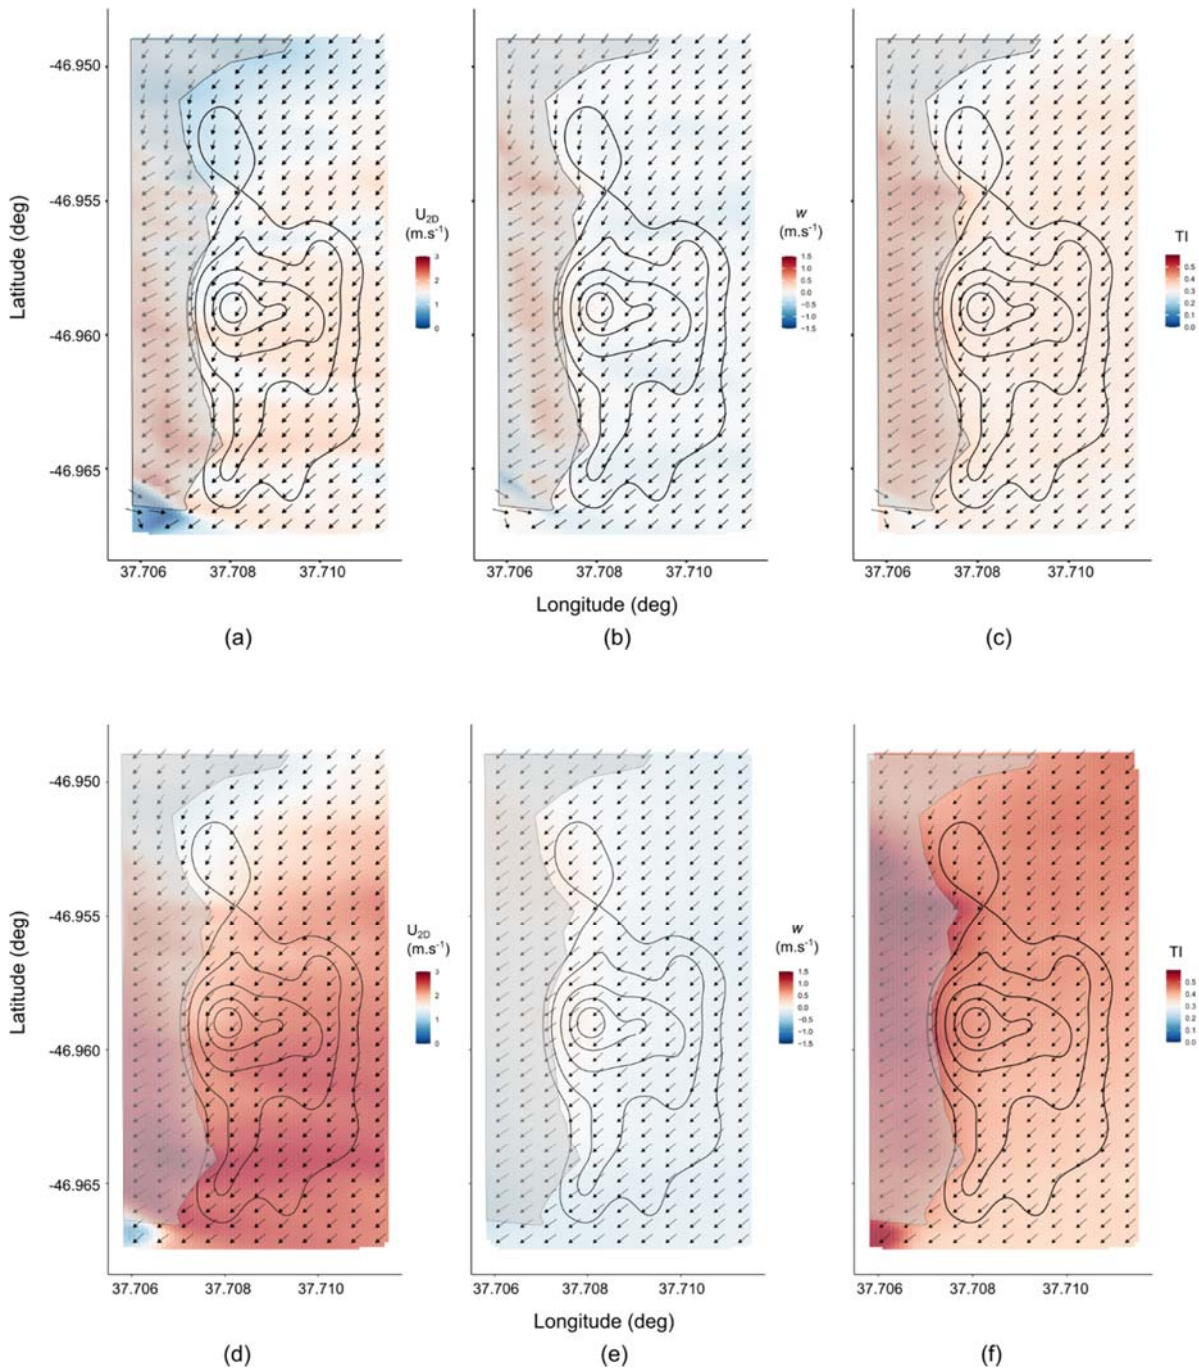 -46.950
-46.955
-46.960
-46.965
Latitude (deg)
U2D
(m.s-1)
3
2
1
0
w
(m.s-1)
1.5
1.0
0.5
0.0
-0.5
-1.0
-1.5
TI
0.5
0.4
0.3
0.2
0.1
0.0
37.706 37.708 37.710
37.706 37.708 37.710
37.706 37.708 37.710
Longitude (deg)
(a) (b) (c)
-46.950
-46.955
-46.960
-46.965
Latitude (deg)
U2D
(m.s-1)
3
2
1
0
w
(m.s-1)
1.5
1.0
0.5
0.0
-0.5
-1.0
-1.5
TI
0.5
0.4
0.3
0.2
0.1
0.0
37.706 37.708 37.710
37.706 37.708 37.710
37.706 37.708 37.710
Longitude (deg)
(d) (e) (f)